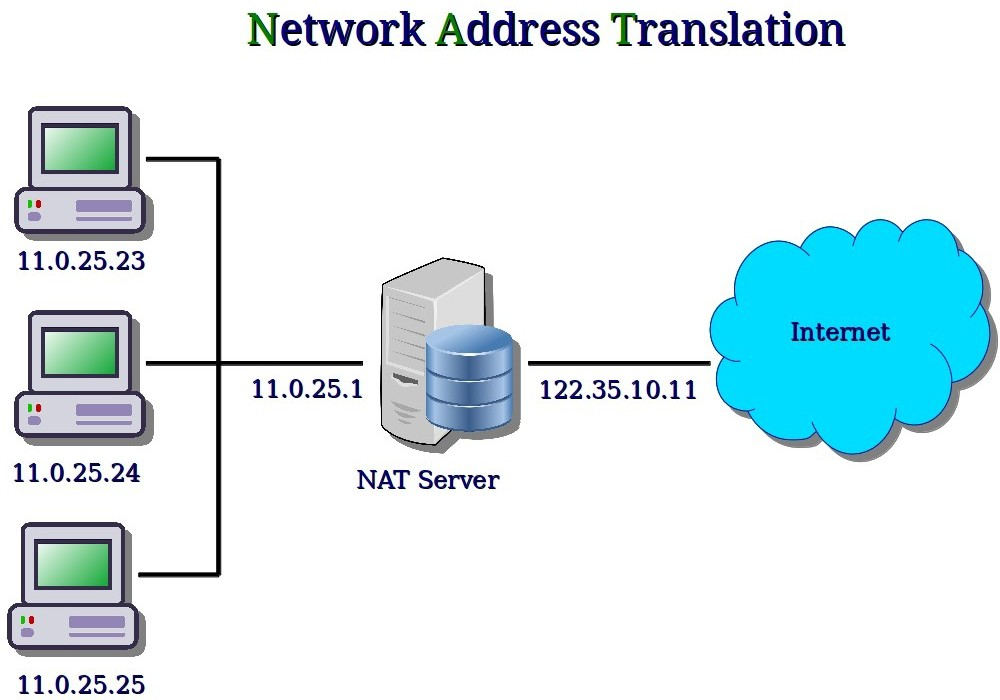 Network Address Translation
11.0.25.23
11.0.25.24
11.0.25.25
11.0.25.1
NAT Server
122.35.10.11
Internet